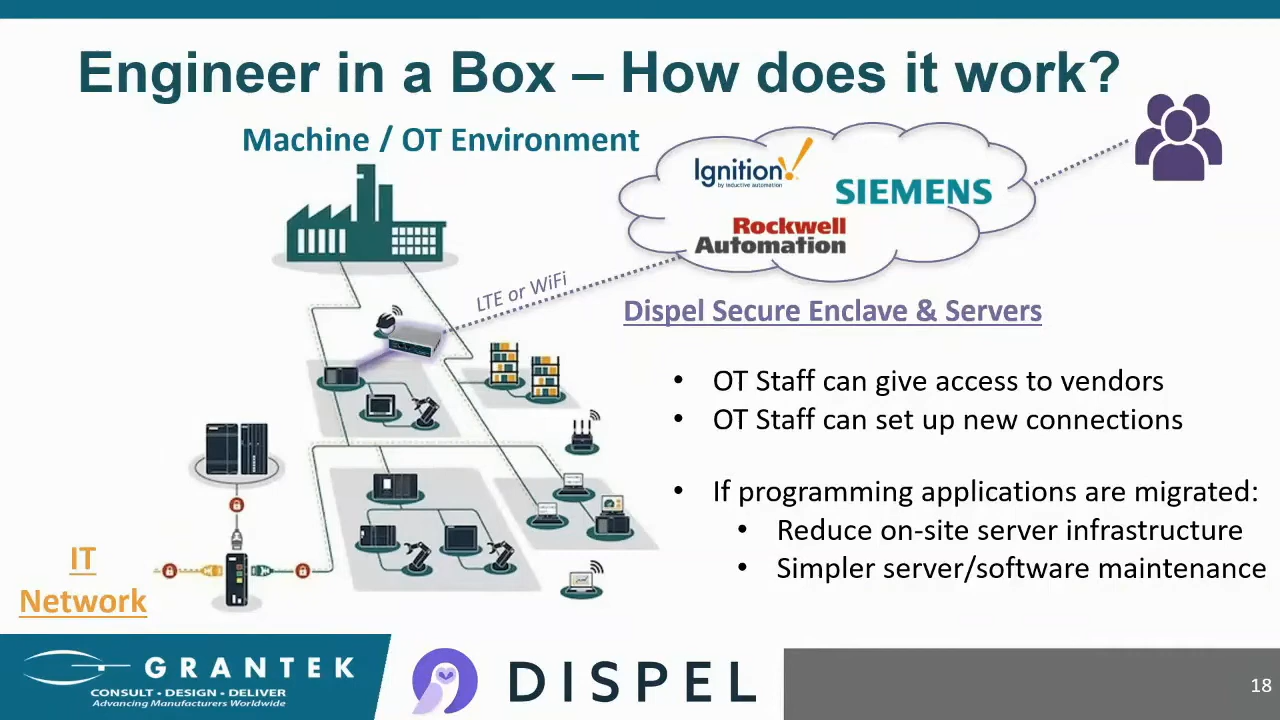 Engineer in a Box – How does it work?
Machine / OT Environment
Ignition!
by inductive automation
SIEMENS
Rockwell
Automation
LTE or WiFi
Dispel Secure Enclave & Servers
• OT Staff can give access to vendors
• OT Staff can set up new connections
• If programming applications are migrated:
• Reduce on-site server infrastructure
• Simpler server/software maintenance
IT
Network
GRANTEK
CONSULT • DESIGN • DELIVER
Advancing Manufacturers Worldwide
DISPEL
18